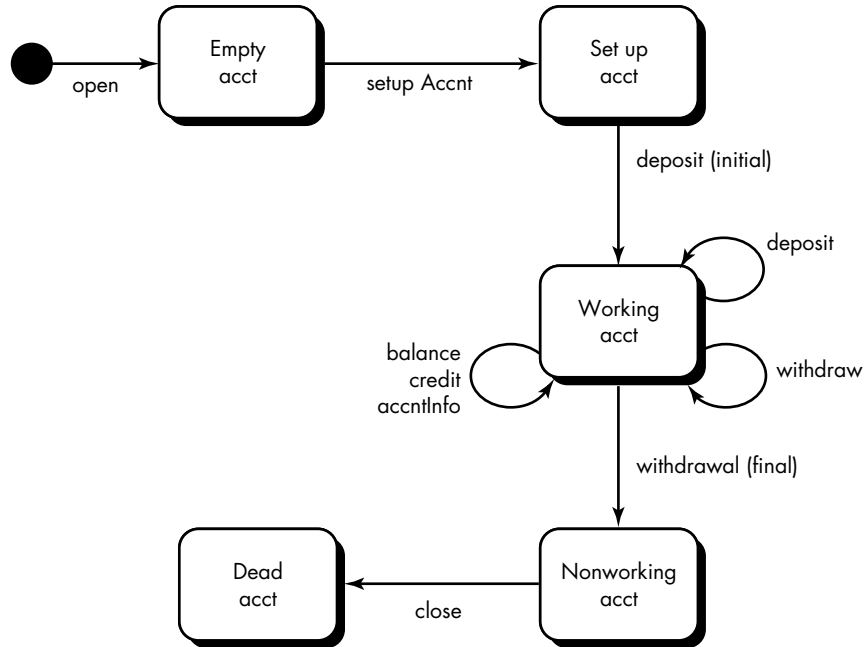 Empty
acct
open
setup Accnt
Set up
acct
deposit (initial)
deposit
Working
acct
balance
credit
accntInfo
withdraw
withdrawal (final)
Nonworking
acct
close
Dead
acct